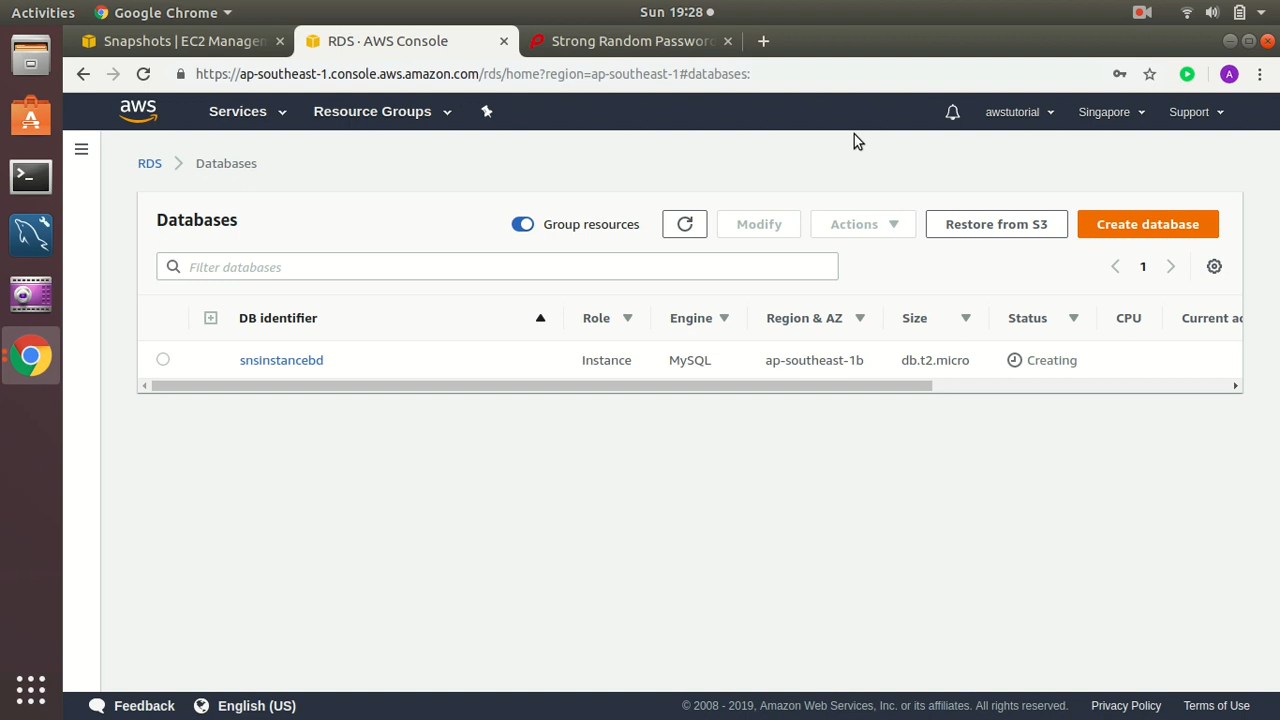 Activities Google Chrome Sun 19:28
Snapshots | EC2 Managem RDS · AWS Console Strong Random Password
https://ap-southeast-1.console.aws.amazon.com/rds/home?region=ap-southeast-1#databases: A
aws Services Resource Groups awstutorial Singapore Support
RDS Databases
Databases Group resources Modify Actions Restore from S3 Create database
Filter databases 1
DB identifier Role Engine Region & AZ Size Status CPU Current ac
snsinstancebd Instance MySQL ap-southeast-1b db.t2.micro Creating
Feedback English (US) © 2008 - 2019, Amazon Web Services, Inc. or its affiliates. All rights reserved. Privacy Policy Terms of Use